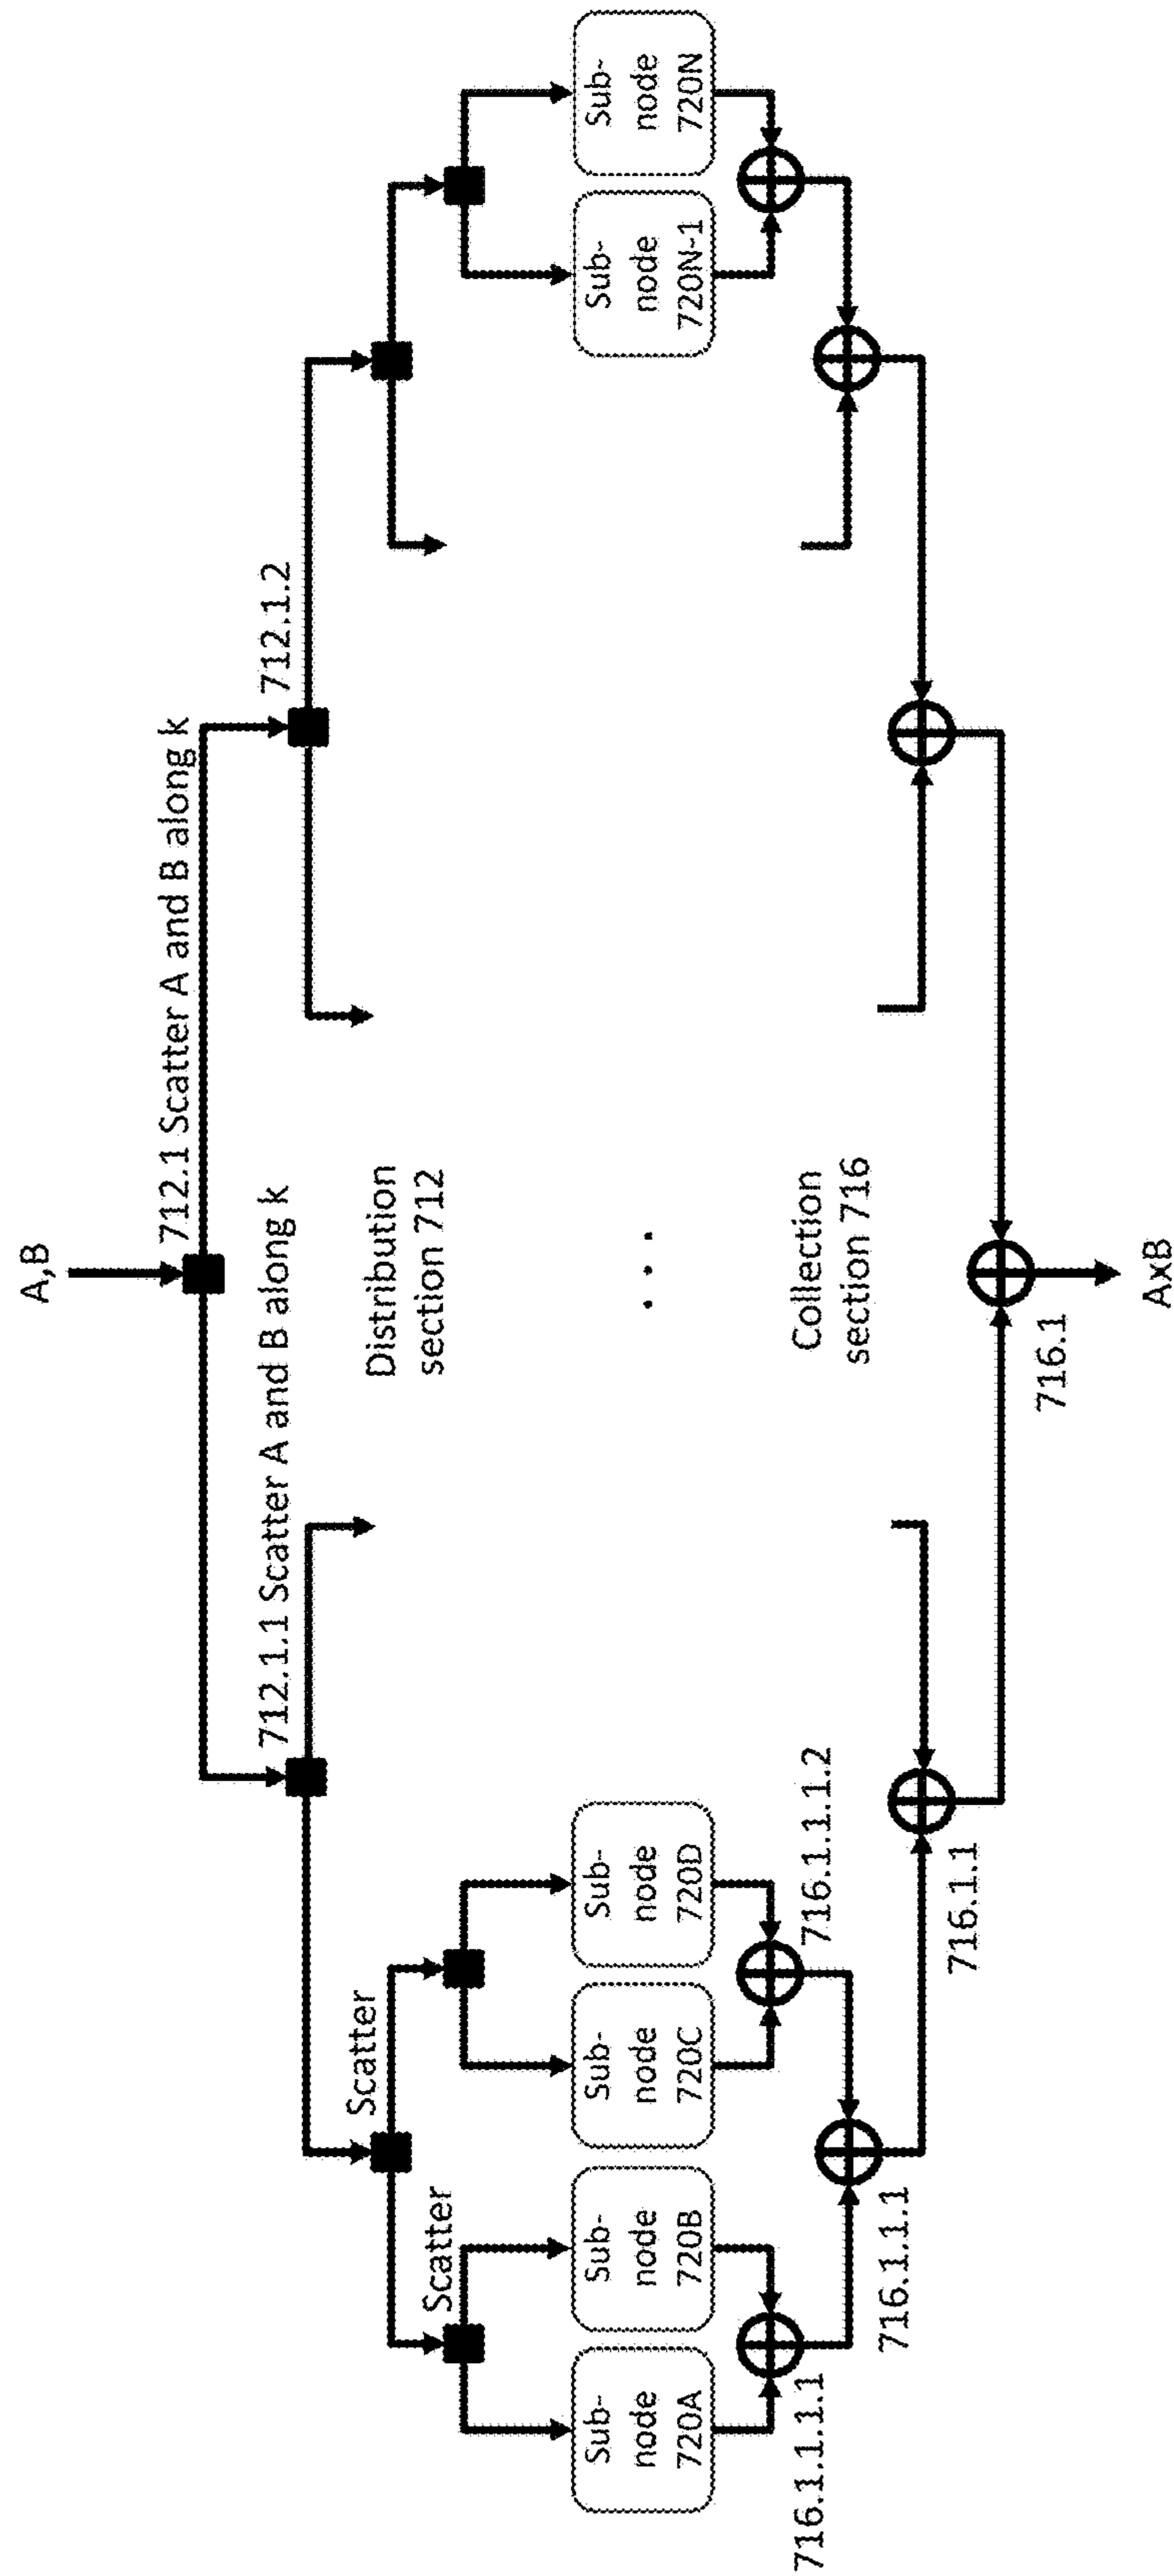 A,B
712.1 Scatter A and B along k
712.1.1 Scatter A and B along k
712.1.2
Scatter
Scatter
Distribution
section 712
Sub-
node
720A
Sub-
node
720B
Sub-
node
720C
Sub-
node
720D
. . .
Sub-
node
720N-1
Sub-
node
720N
Collection
section 716
716.1.1.1.1
716.1.1.1.2
716.1.1.1
716.1.1
716.1
AxB